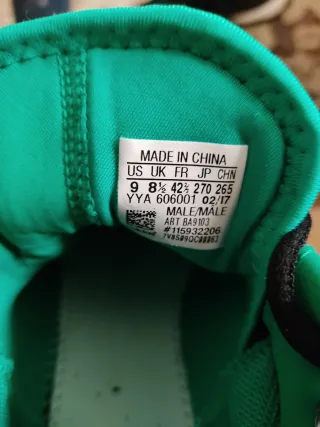 MADE IN CHINA
US UK FR JP CHN
9 8½ 42⅔ 270 265
YYA 606001 02/17
MALE/MALE
ART BA9103
#115932206
7V8S09QC00063